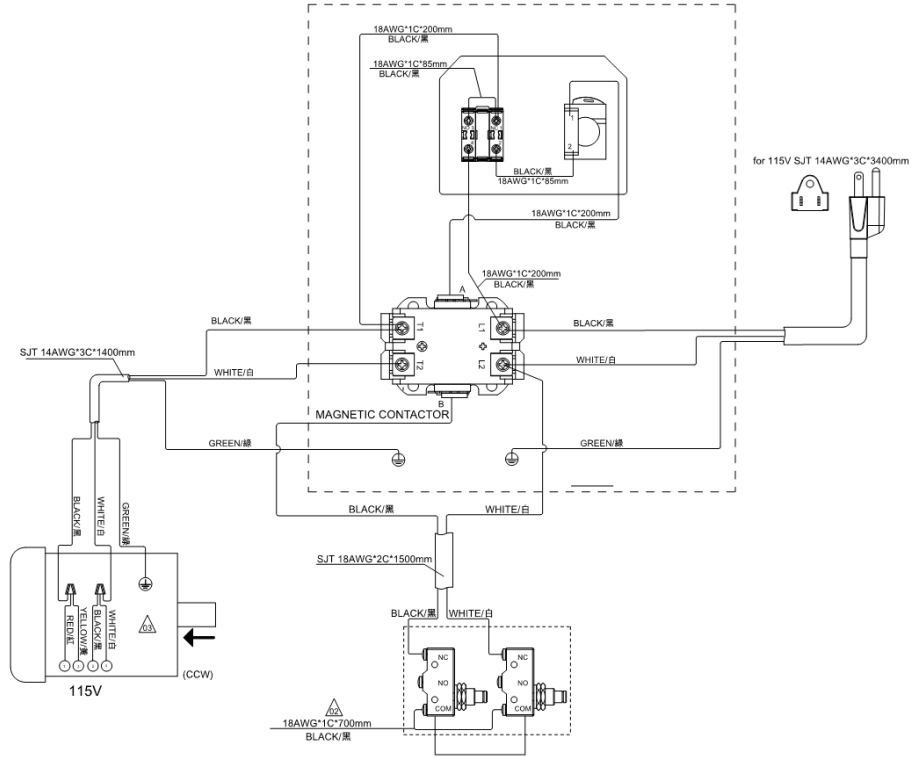 18AWG*1C*200mm
BLACK/黑
18AWG*1C*85mm
BLACK/黑
1
2
BLACK/黑
18AWG*1C*85mm
for 115V SJT 14AWG*3C*3400mm
18AWG*1C*200mm
BLACK/黑
18AWG*1C*200mm
BLACK/黑
A
BLACK/黑
T1
L1
BLACK/黑
SJT 14AWG*3C*1400mm
WHITE/白
T2
L2
WHITE/白
B
MAGNETIC CONTACTOR
GREEN/綠
GREEN/綠
BLACK/黑
WHITE/白
GREEN/綠
BLACK/黑
WHITE/白
SJT 18AWG*2C*1500mm
RED/紅
YELLOW/黃
BLACK/黑
WHITE/白
03
1
2
3
4
(CCW)
115V
BLACK/黑
WHITE/白
NC
NO
COM
NC
NO
COM
02
18AWG*1C*700mm
BLACK/黑